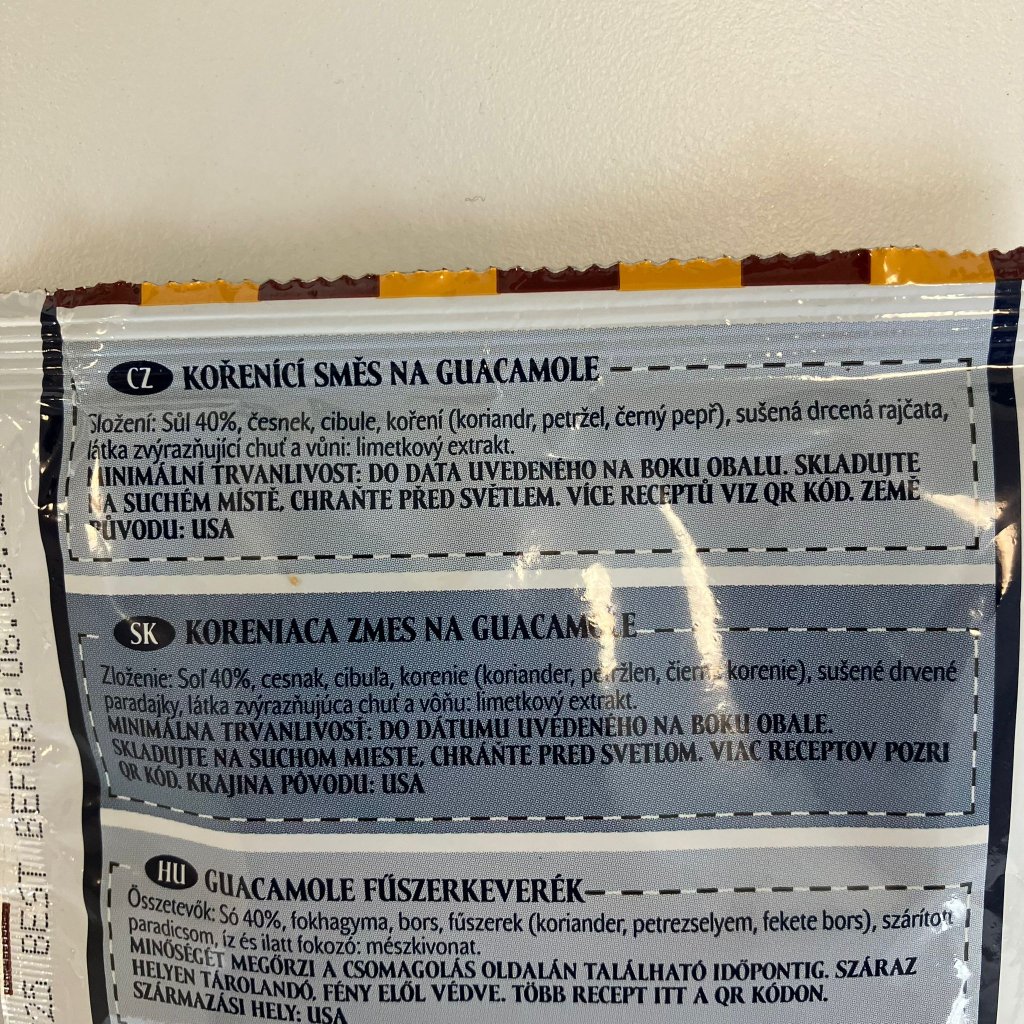 CZ KOŘENÍCÍ SMĚS NA GUACAMOLE
Složení: Sůl 40%, česnek, cibule, koření (koriandr, petržel, černý pepř), sušená drcená rajčata,
látka zvýrazňující chuť a vůni: limetkový extrakt.
MINIMÁLNÍ TRVANLIVOST: DO DATA UVEDENÉHO NA BOKU OBALU. SKLADUJTE
NA SUCHÉM MÍSTĚ, CHRAŇTE PŘED SVĚTLEM. VÍCE RECEPTŮ VIZ QR KÓD. ZEMĚ
PŮVODU: USA
SK KORENIACA ZMES NA GUACAMOLE
Zloženie: Soľ 40%, cesnak, cibuľa, korenie (koriander, petržlen, čierne korenie), sušené drvené
paradajky, látka zvýrazňujúca chuť a vôňu: limetkový extrakt.
MINIMÁLNA TRVANLIVOSŤ: DO DÁTUMU UVEDENÉHO NA BOKU OBALE.
SKLADUJTE NA SUCHOM MIESTE, CHRÁŇTE PRED SVETLOM. VIAC RECEPTOV POZRI
QR KÓD. KRAJINA PÔVODU: USA
HU GUACAMOLE FŰSZERKEVERÉK
Összetevők: Só 40%, fokhagyma, bors, fűszerek (koriander, petrezselyem, fekete bors), szárított
paradicsom, íz és ilatt fokozó: mészkivonat.
MINŐSÉGÉT MEGŐRZI A CSOMAGOLÁS OLDALÁN TALÁLHATÓ IDŐPONTIG. SZÁRAZ
HELYEN TÁROLANDÓ, FÉNY ELŐL VÉDVE. TÖBB RECEPT ITT A QR KÓDON.
SZÁRMAZÁSI HELY: USA
BEST BEFORE: